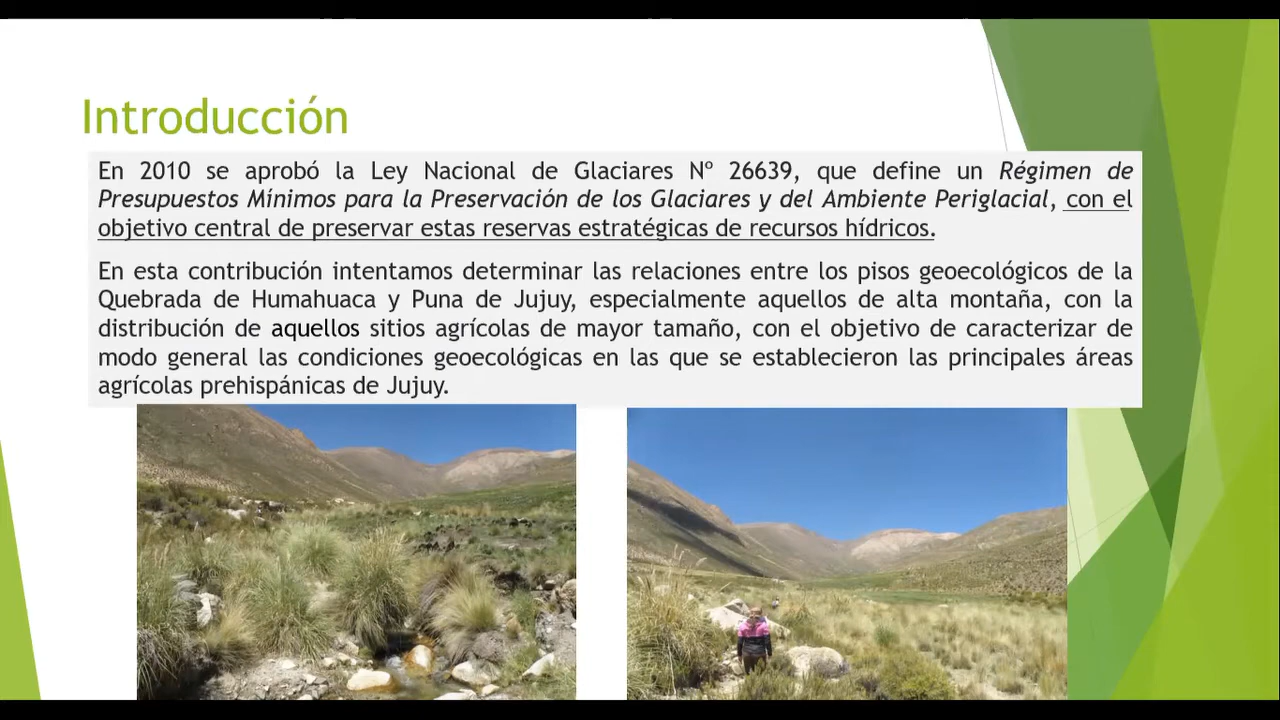 Introducción
En 2010 se aprobó la Ley Nacional de Glaciares Nº 26639, que define un Régimen de
Presupuestos Mínimos para la Preservación de los Glaciares y del Ambiente Periglacial, con el
objetivo central de preservar estas reservas estratégicas de recursos hídricos.
En esta contribución intentamos determinar las relaciones entre los pisos geoecológicos de la
Quebrada de Humahuaca y Puna de Jujuy, especialmente aquellos de alta montaña, con la
distribución de aquellos sitios agrícolas de mayor tamaño, con el objetivo de caracterizar de
modo general las condiciones geoecológicas en las que se establecieron las principales áreas
agrícolas prehispánicas de Jujuy.